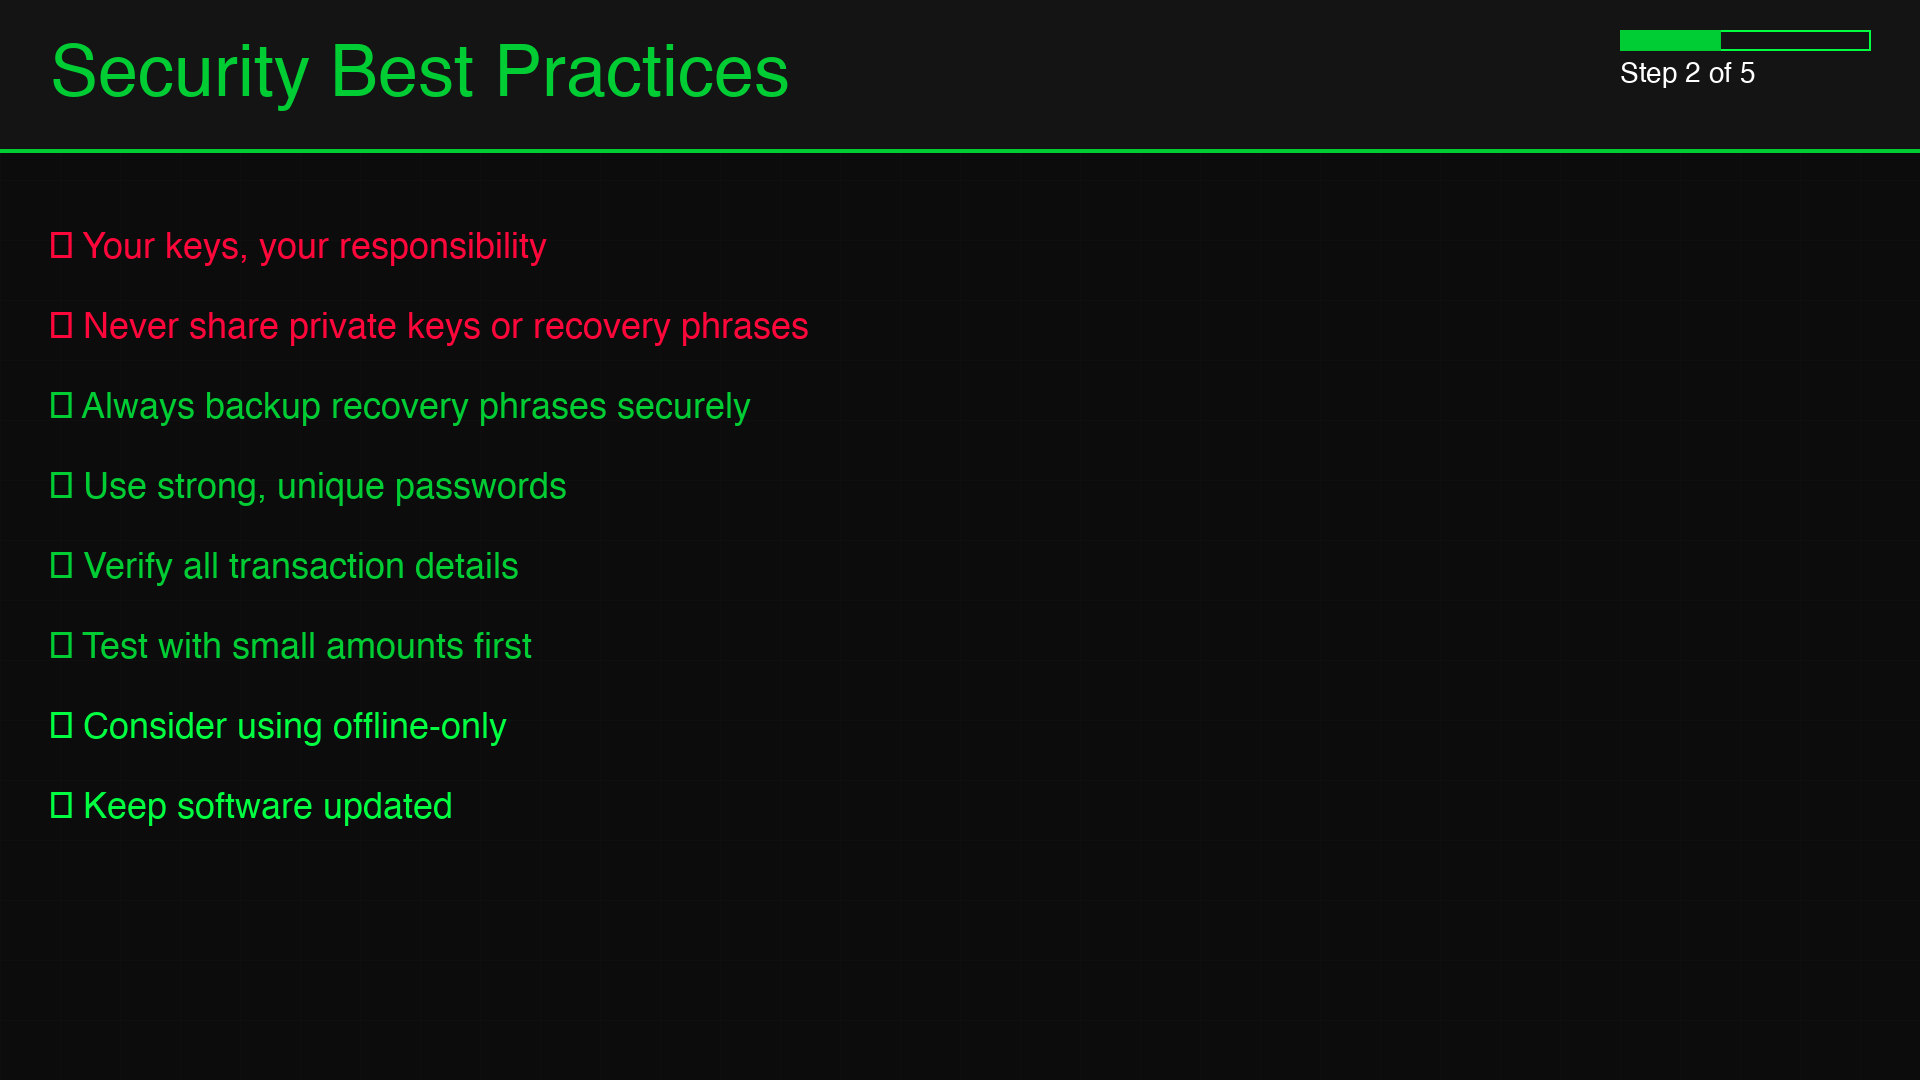 Security Best Practices
Step 2 of 5
Your keys, your responsibility
Never share private keys or recovery phrases
Always backup recovery phrases securely
Use strong, unique passwords
Verify all transaction details
Test with small amounts first
Consider using offline-only
Keep software updated